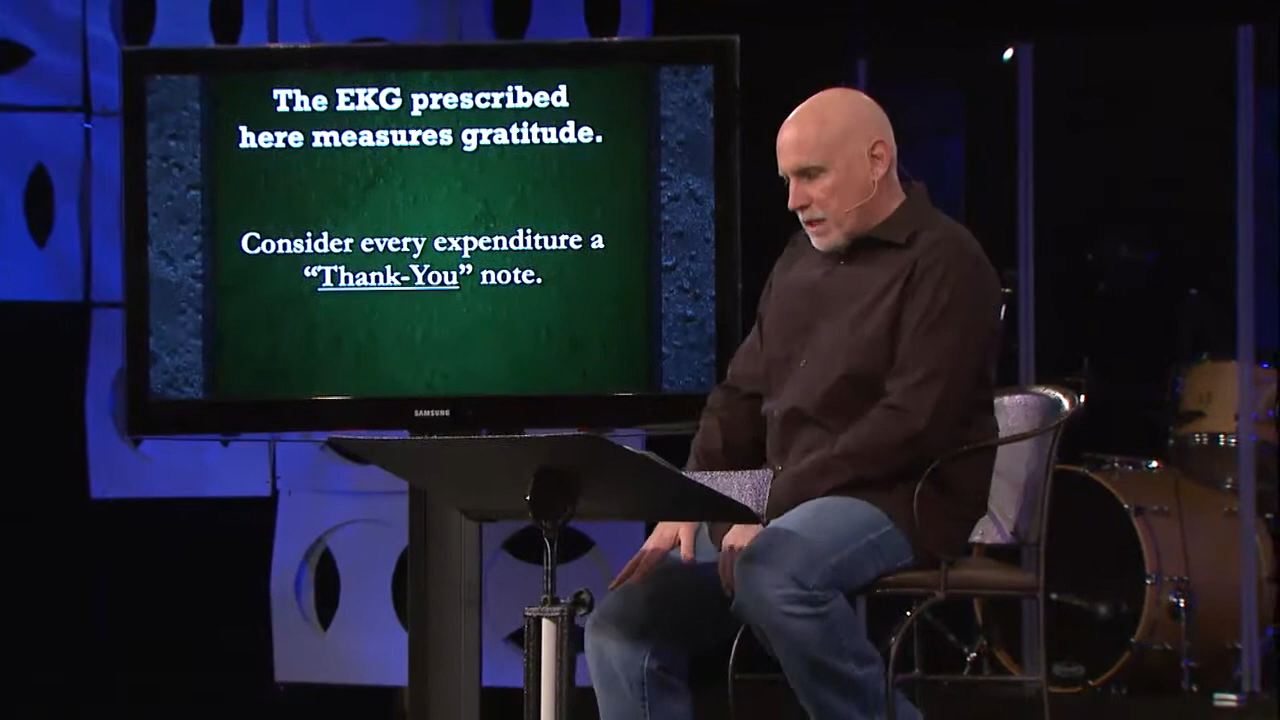 The EKG prescribed
here measures gratitude.
Consider every expenditure a
“Thank-You” note.
SAMSUNG